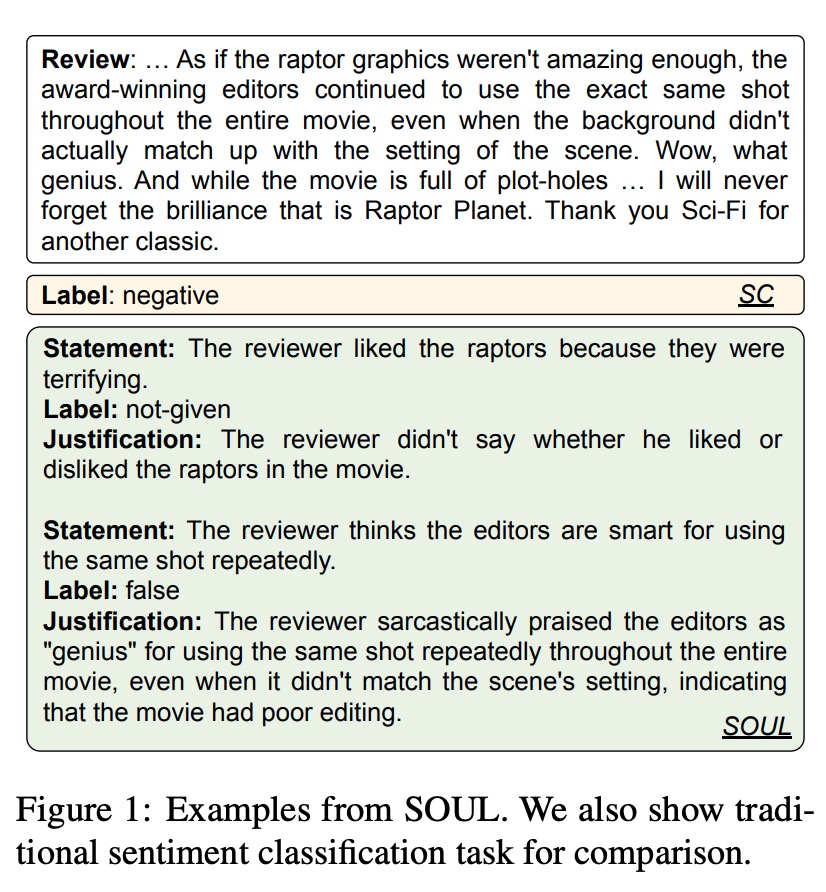 Review: … As if the raptor graphics weren't amazing enough, the
award-winning editors continued to use the exact same shot
throughout the entire movie, even when the background didn't
actually match up with the setting of the scene. Wow, what
genius. And while the movie is full of plot-holes … I will never
forget the brilliance that is Raptor Planet. Thank you Sci-Fi for
another classic.
Label: negative SC
Statement: The reviewer liked the raptors because they were
terrifying.
Label: not-given
Justification: The reviewer didn't say whether he liked or
disliked the raptors in the movie.
Statement: The reviewer thinks the editors are smart for using
the same shot repeatedly.
Label: false
Justification: The reviewer sarcastically praised the editors as
"genius" for using the same shot repeatedly throughout the entire
movie, even when it didn't match the scene's setting, indicating
that the movie had poor editing.
SOUL
Figure 1: Examples from SOUL. We also show tradi-
tional sentiment classification task for comparison.